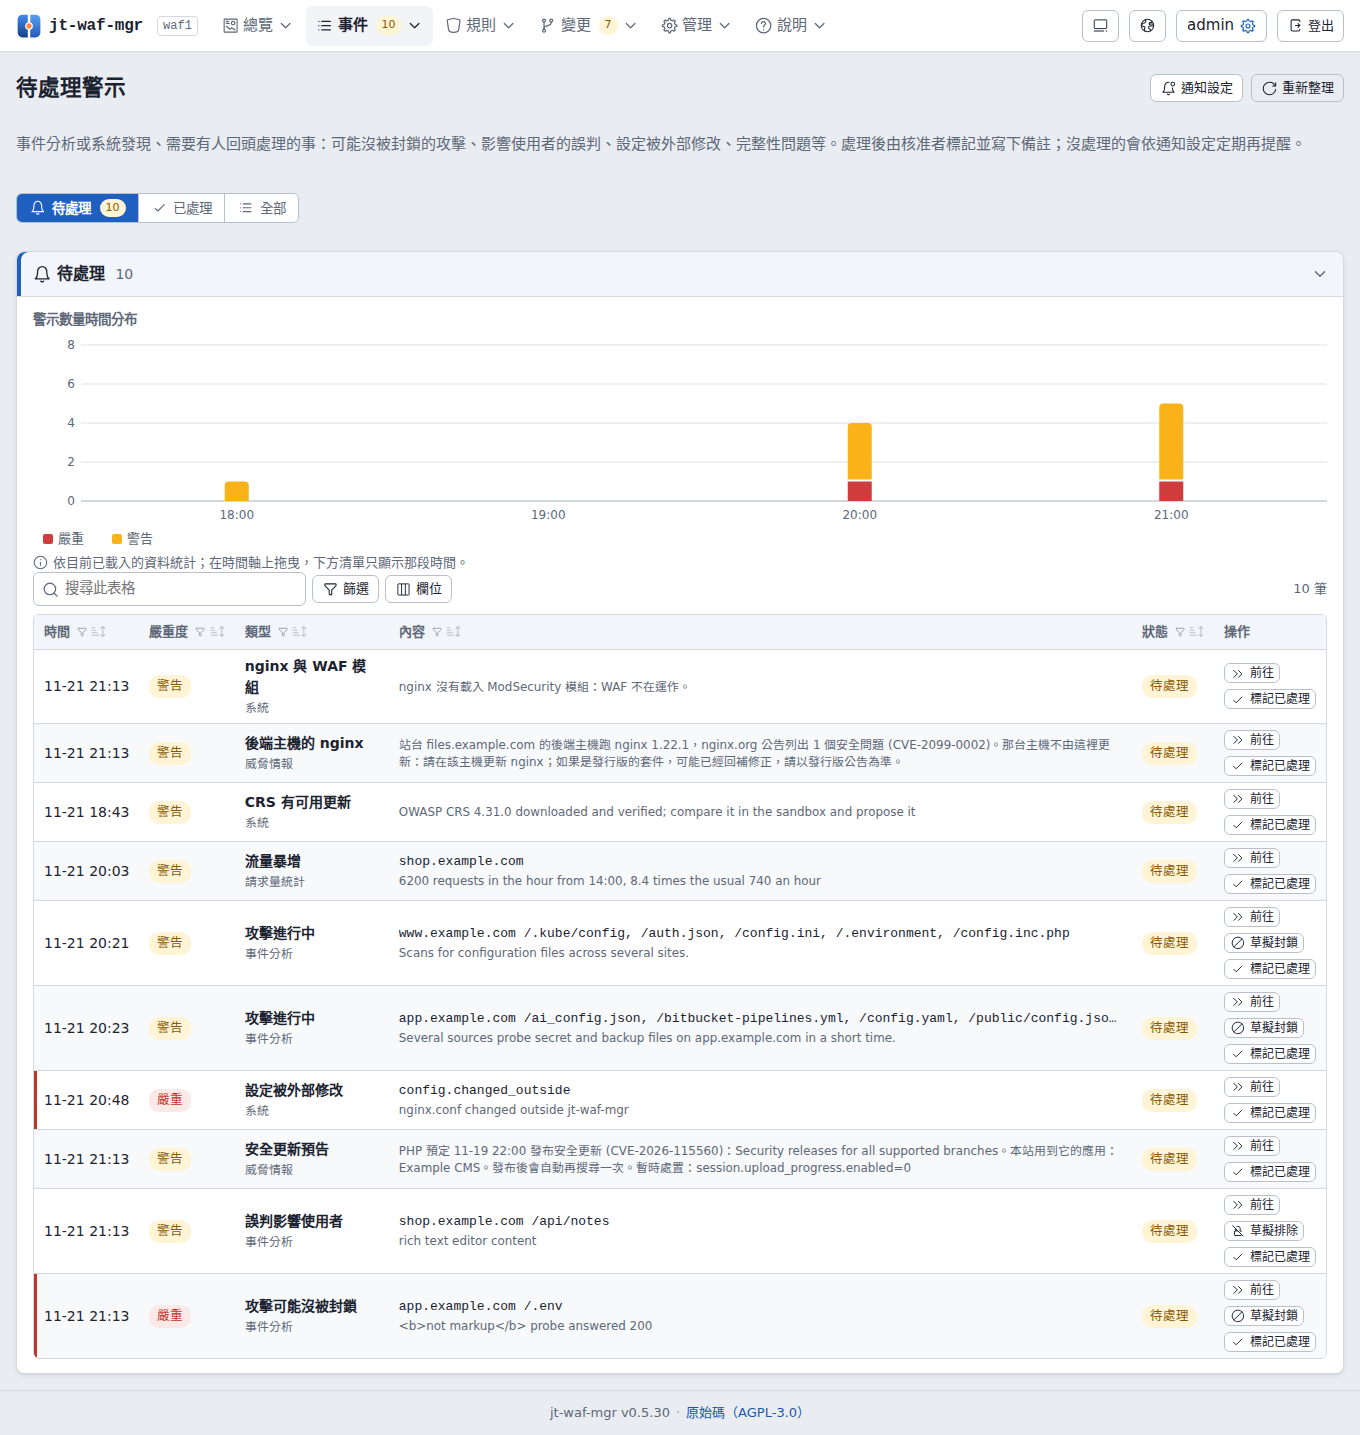 jt-waf-mgr waf1 總覽 事件 10 規則 變更 7 管理 說明 admin 登出
待處理警示 通知設定 重新整理
事件分析或系統發現、需要有人回頭處理的事：可能沒被封鎖的攻擊、影響使用者的誤判、設定被外部修改、完整性問題等。處理後由核准者標記並寫下備註；沒處理的會依通知設定定期再提醒。
待處理 10 已處理 全部
待處理 10
警示數量時間分布
8
6
4
2
0
18:00 19:00 20:00 21:00
嚴重 警告
依目前已載入的資料統計；在時間軸上拖曳，下方清單只顯示那段時間。
搜尋此表格 篩選 欄位 10 筆
時間 嚴重度 類型 內容 狀態 操作
11-21 21:13 警告 nginx 與 WAF 模組 系統 nginx 沒有載入 ModSecurity 模組：WAF 不在運作。 待處理 前往 標記已處理
11-21 21:13 警告 後端主機的 nginx 威脅情報 站台 files.example.com 的後端主機跑 nginx 1.22.1，nginx.org 公告列出 1 個安全問題 (CVE-2099-0002)。那台主機不由這裡更新：請在該主機更新 nginx；如果是發行版的套件，可能已經回補修正，請以發行版公告為準。 待處理 前往 標記已處理
11-21 18:43 警告 CRS 有可用更新 系統 OWASP CRS 4.31.0 downloaded and verified; compare it in the sandbox and propose it 待處理 前往 標記已處理
11-21 20:03 警告 流量暴增 請求量統計 shop.example.com 6200 requests in the hour from 14:00, 8.4 times the usual 740 an hour 待處理 前往 標記已處理
11-21 20:21 警告 攻擊進行中 事件分析 www.example.com /.kube/config, /auth.json, /config.ini, /.environment, /config.inc.php Scans for configuration files across several sites. 待處理 前往 草擬封鎖 標記已處理
11-21 20:23 警告 攻擊進行中 事件分析 app.example.com /ai_config.json, /bitbucket-pipelines.yml, /config.yaml, /public/config.jso… Several sources probe secret and backup files on app.example.com in a short time. 待處理 前往 草擬封鎖 標記已處理
11-21 20:48 嚴重 設定被外部修改 系統 config.changed_outside nginx.conf changed outside jt-waf-mgr 待處理 前往 標記已處理
11-21 21:13 警告 安全更新預告 威脅情報 PHP 預定 11-19 22:00 發布安全更新 (CVE-2026-115560)：Security releases for all supported branches。本站用到它的應用：Example CMS。發布後會自動再搜尋一次。暫時處置：session.upload_progress.enabled=0 待處理 前往 標記已處理
11-21 21:13 警告 誤判影響使用者 事件分析 shop.example.com /api/notes rich text editor content 待處理 前往 草擬排除 標記已處理
11-21 21:13 嚴重 攻擊可能沒被封鎖 事件分析 app.example.com /.env <b>not markup</b> probe answered 200 待處理 前往 草擬封鎖 標記已處理
jt-waf-mgr v0.5.30 · 原始碼（AGPL-3.0）